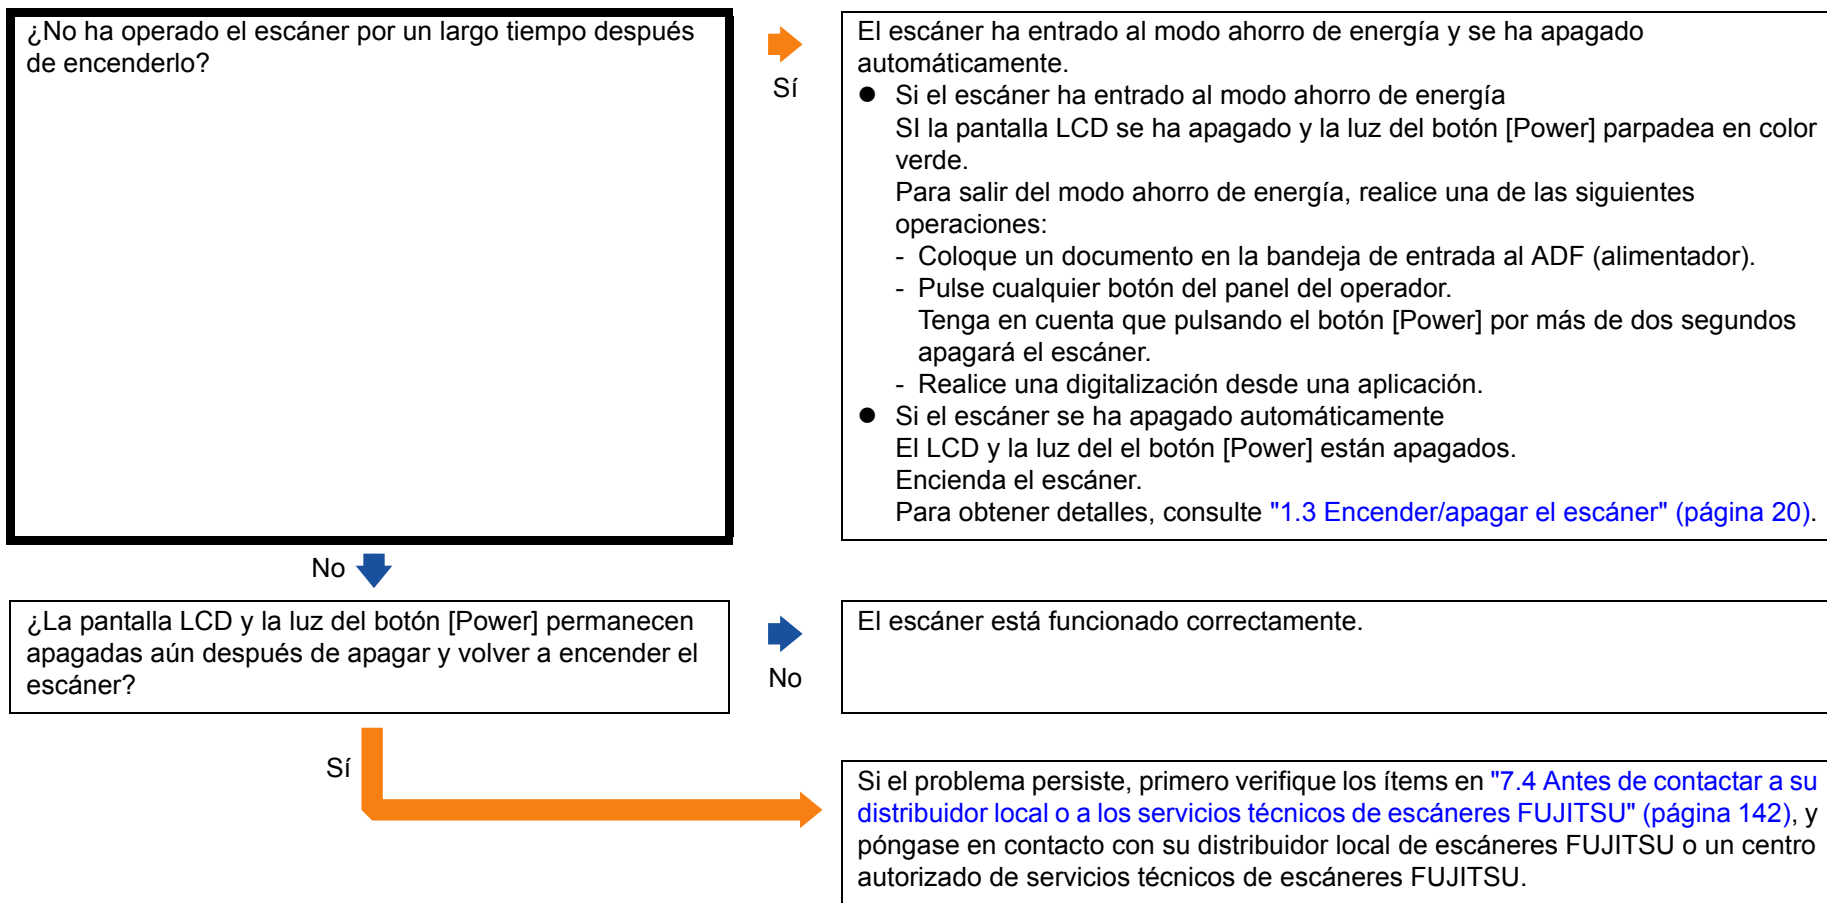 ¿No ha operado el escáner por un largo tiempo después
de encenderlo?
Sí
El escáner ha entrado al modo ahorro de energía y se ha apagado
automáticamente.
● Si el escáner ha entrado al modo ahorro de energía
SI la pantalla LCD se ha apagado y la luz del botón [Power] parpadea en color
verde.
Para salir del modo ahorro de energía, realice una de las siguientes
operaciones:
- Coloque un documento en la bandeja de entrada al ADF (alimentador).
- Pulse cualquier botón del panel del operador.
Tenga en cuenta que pulsando el botón [Power] por más de dos segundos
apagará el escáner.
- Realice una digitalización desde una aplicación.
● Si el escáner se ha apagado automáticamente
El LCD y la luz del el botón [Power] están apagados.
Encienda el escáner.
Para obtener detalles, consulte "1.3 Encender/apagar el escáner" (página 20).
No
¿La pantalla LCD y la luz del botón [Power] permanecen
apagadas aún después de apagar y volver a encender el
escáner?
No
El escáner está funcionado correctamente.
Sí
Si el problema persiste, primero verifique los ítems en "7.4 Antes de contactar a su
distribuidor local o a los servicios técnicos de escáneres FUJITSU" (página 142), y
póngase en contacto con su distribuidor local de escáneres FUJITSU o un centro
autorizado de servicios técnicos de escáneres FUJITSU.